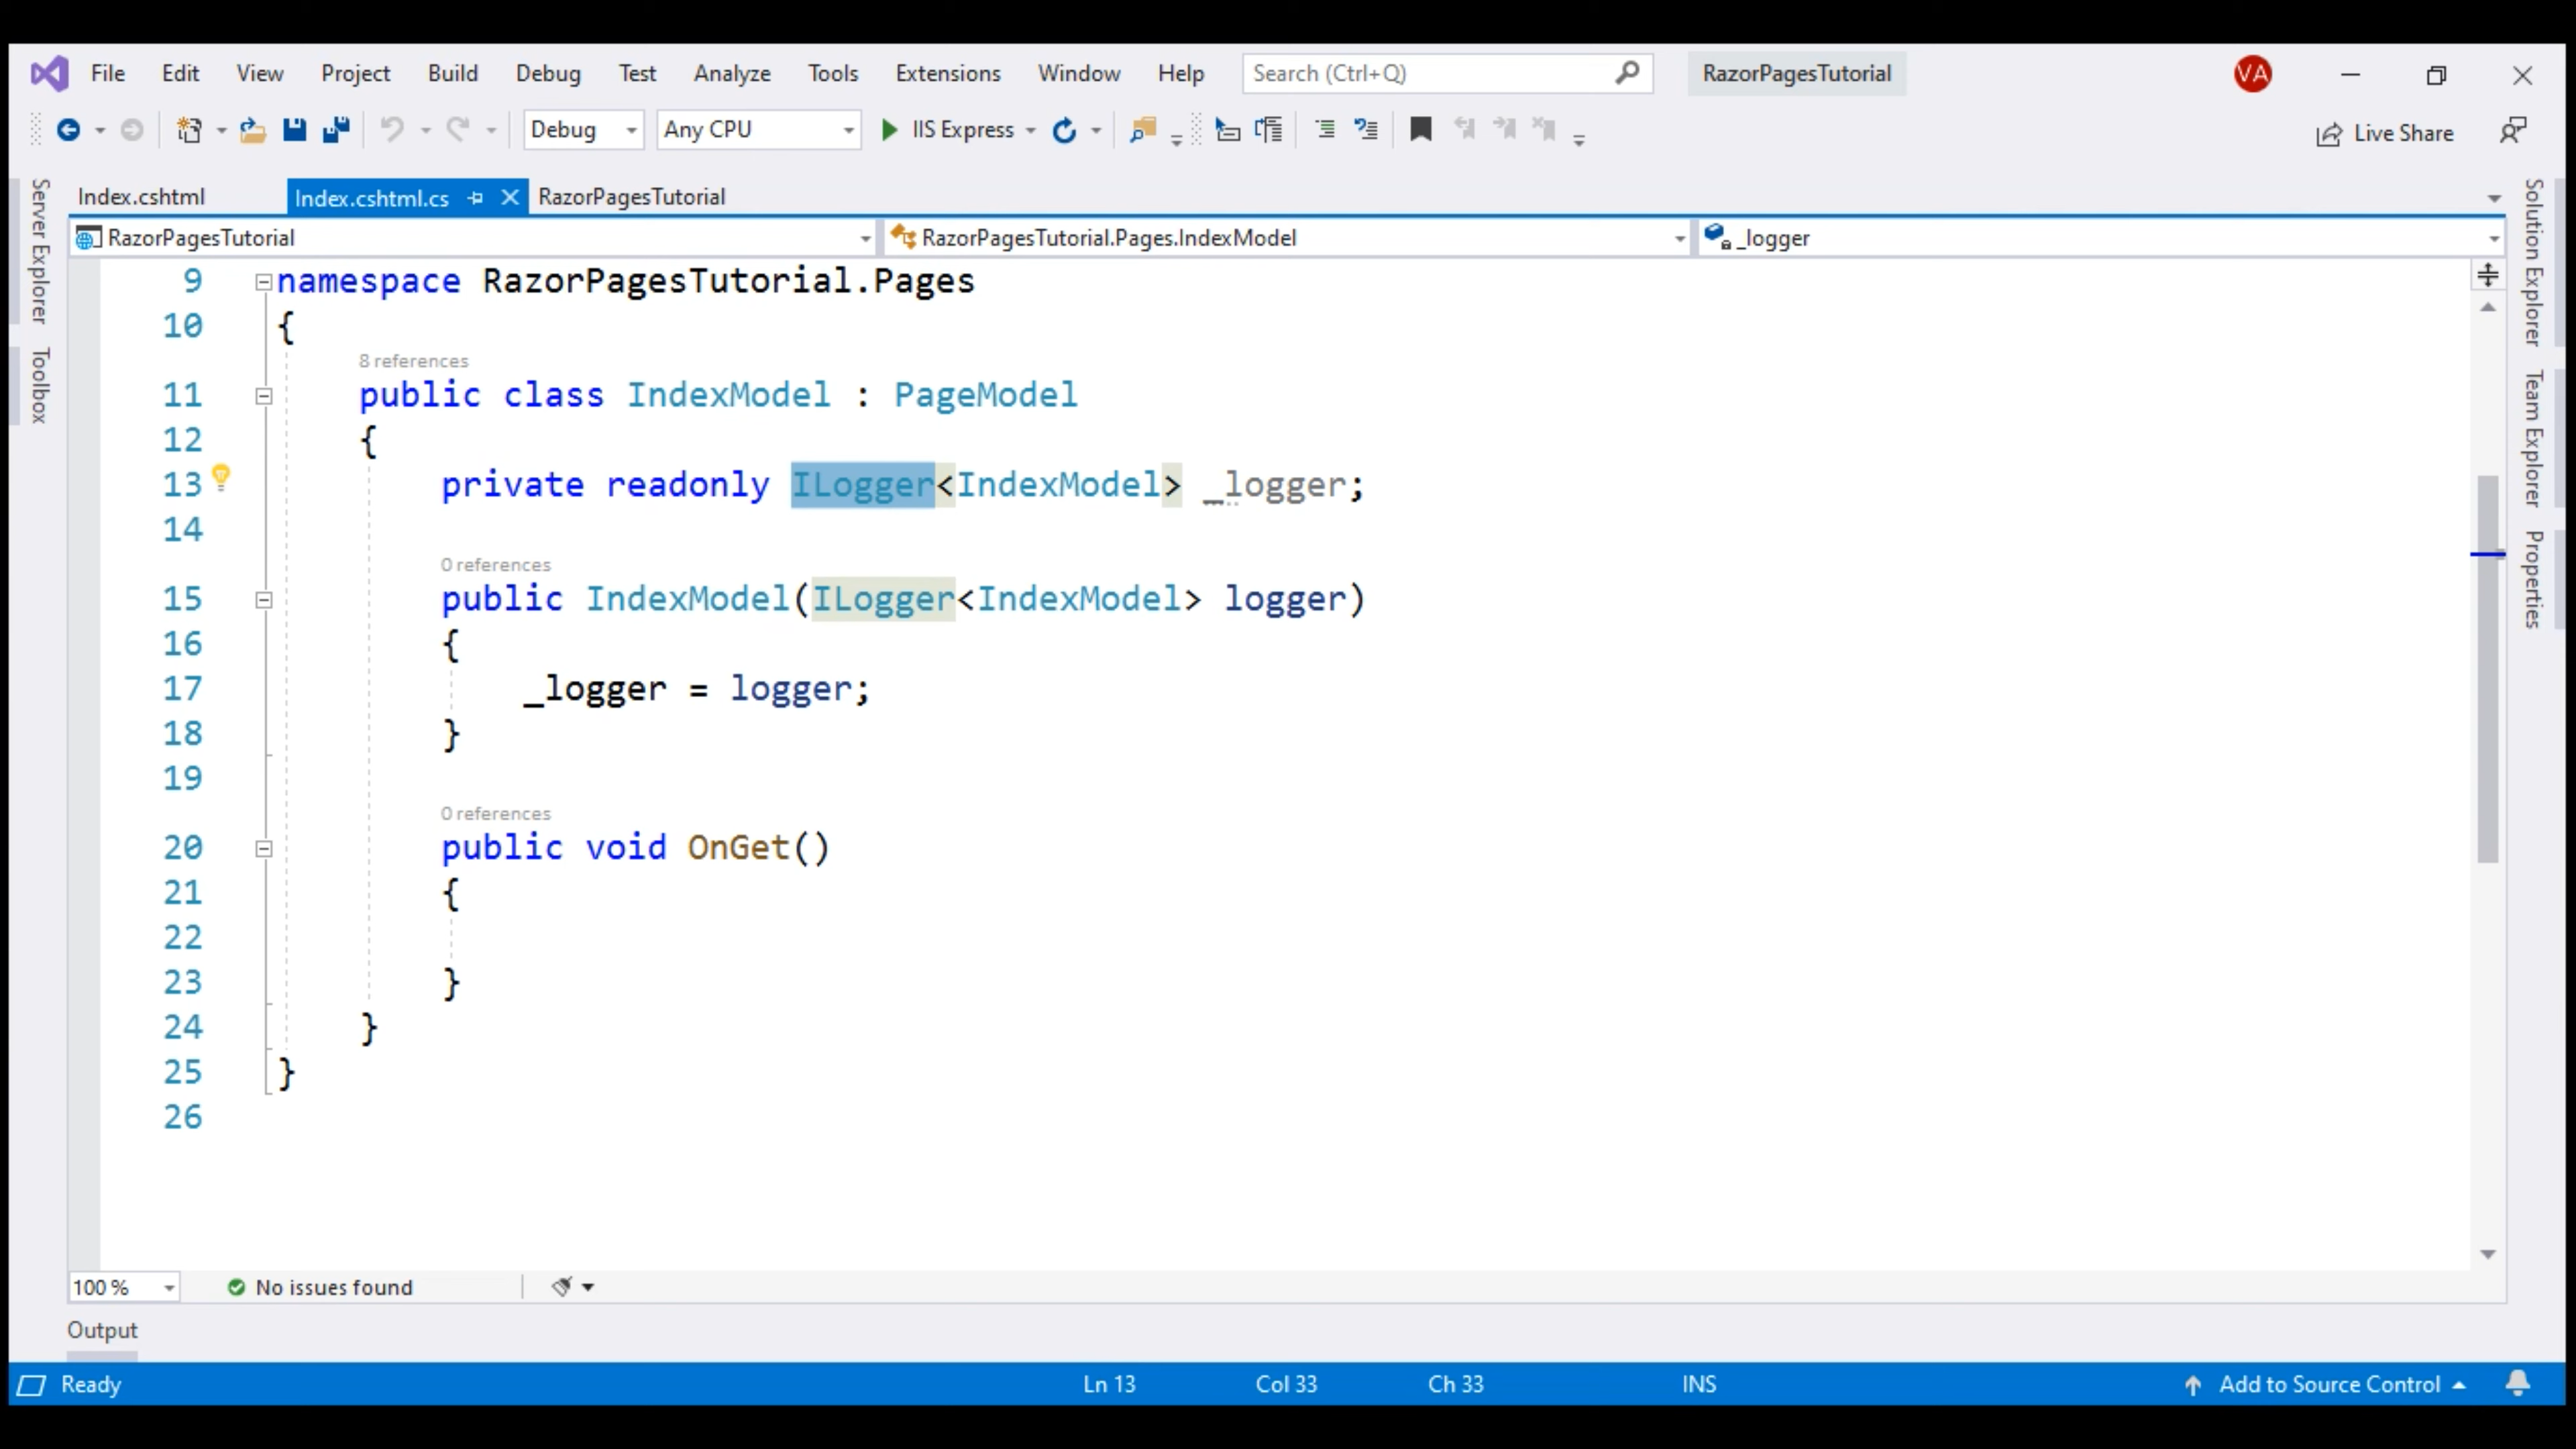 File Edit View Project Build Debug Test Analyze Tools Extensions Window Help Search (Ctrl+Q) RazorPagesTutorial VA
Debug Any CPU IIS Express Live Share
Server Explorer
Toolbox
Index.cshtml Index.cshtml.cs RazorPagesTutorial
RazorPagesTutorial RazorPagesTutorial.Pages.IndexModel _logger
9 namespace RazorPagesTutorial.Pages
10 {
8 references
11 public class IndexModel : PageModel
12 {
13 private readonly ILogger<IndexModel> _logger;
14
0 references
15 public IndexModel(ILogger<IndexModel> logger)
16 {
17 _logger = logger;
18 }
19
0 references
20 public void OnGet()
21 {
22
23 }
24 }
25 }
26
Solution Explorer
Team Explorer
Properties
100 % No issues found
Output
Ready Ln 13 Col 33 Ch 33 INS Add to Source Control